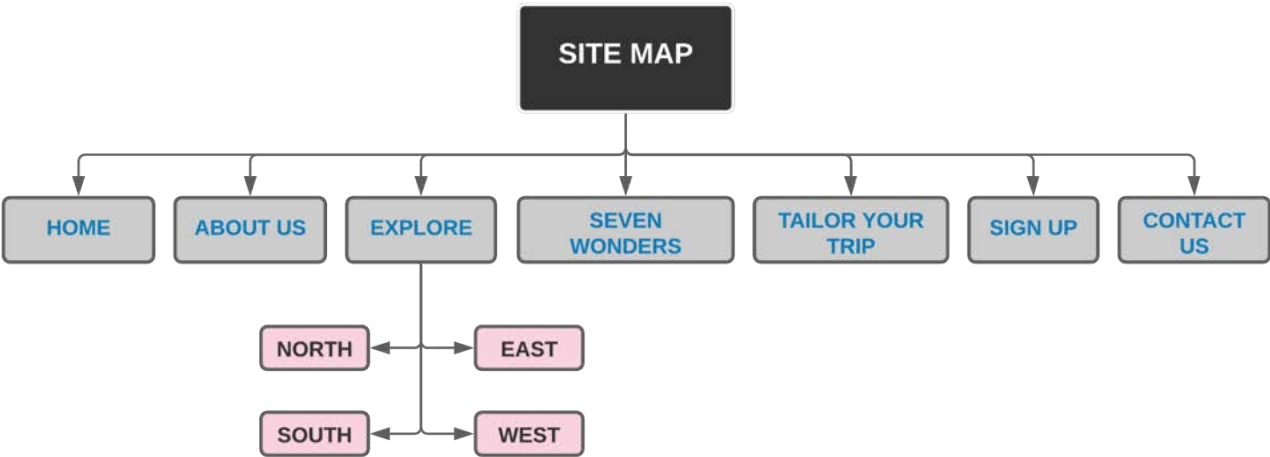 SITE MAP
HOME
ABOUT US
EXPLORE
SEVEN
WONDERS
TAILOR YOUR
TRIP
SIGN UP
CONTACT
US
NORTH
EAST
SOUTH
WEST